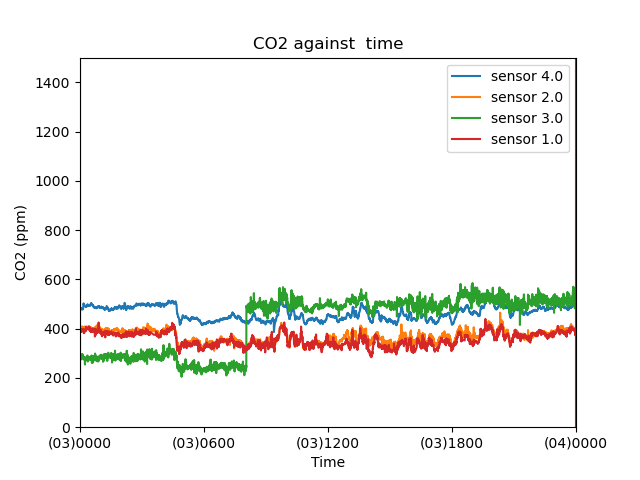 CO2 against  time
sensor 4.0
sensor 2.0
sensor 3.0
sensor 1.0
1400
1200
1000
800
600
400
200
0
CO2 (ppm)
(03)0000 (03)0600 (03)1200 (03)1800 (04)0000
Time